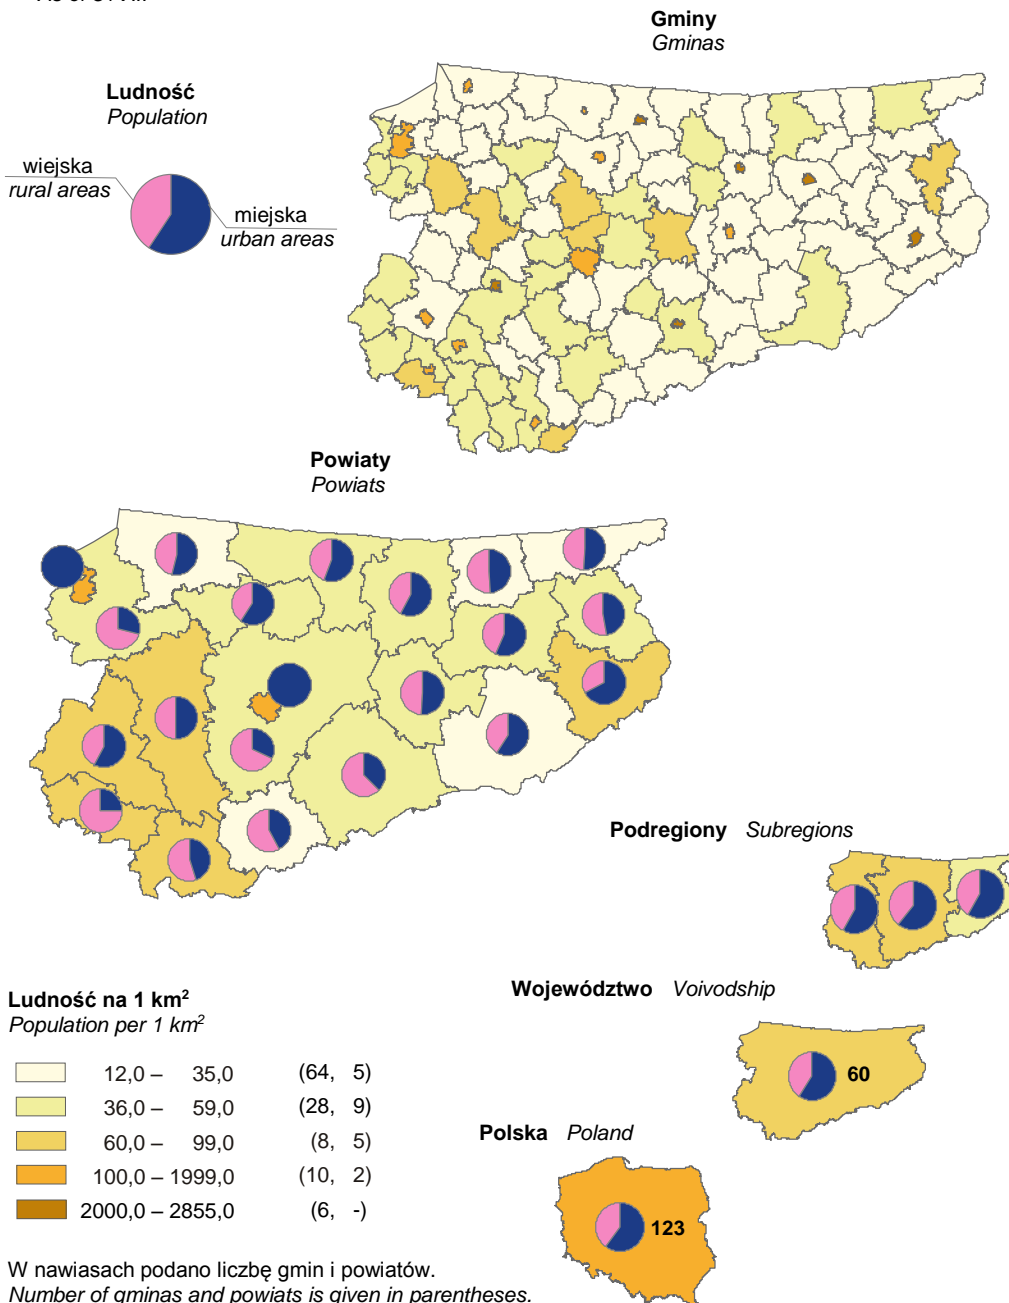 Gminy
Gminas
Ludność
Population
wiejska
rural areas
miejska
urban areas
Powiaty
Powiats
Podregiony Subregions
Ludność na 1 km²
Population per 1 km²
Województwo Voivodship
60
12,0 – 35,0 (64, 5)
36,0 – 59,0 (28, 9)
60,0 – 99,0 (8, 5)
100,0 – 1999,0 (10, 2)
2000,0 – 2855,0 (6, -)
Polska Poland
123
W nawiasach podano liczbę gmin i powiatów.
Number of gminas and powiats is given in parentheses.